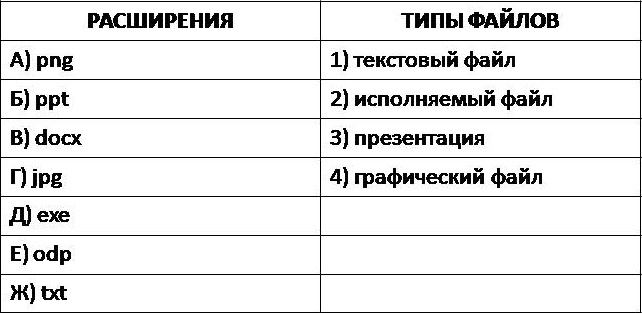 РАСШИРЕНИЯ ТИПЫ ФАЙЛОВ
А) png 1) текстовый файл
Б) ppt 2) исполняемый файл
В) docx 3) презентация
Г) jpg 4) графический файл
Д) exe
Е) odp
Ж) txt